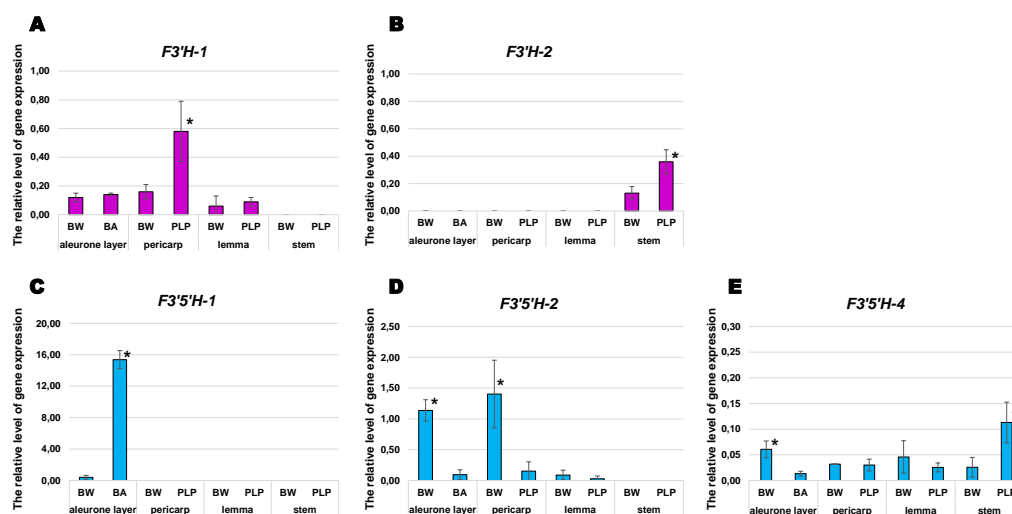 A
F3'H-1
The relative level of gene expression
1,00
0,80
0,60
0,40
0,20
0,00
*
BW BA BW PLP BW PLP BW PLP
aleurone layer pericarp lemma stem
B
F3'H-2
The relative level of gene expression
1,00
0,80
0,60
0,40
0,20
0,00
*
BW BA BW PLP BW PLP BW PLP
aleurone layer pericarp lemma stem
C
F3'5'H-1
The relative level of gene expression
20,00
16,00
12,00
8,00
4,00
0,00
*
BW BA BW PLP BW PLP BW PLP
aleurone layer pericarp lemma stem
D
F3'5'H-2
The relative level of gene expression
2,50
2,00
1,50
1,00
0,50
0,00
* *
BW BA BW PLP BW PLP BW PLP
aleurone layer pericarp lemma stem
E
F3'5'H-4
The relative level of gene expression
0,30
0,25
0,20
0,15
0,10
0,05
0,00
*
BW BA BW PLP BW PLP BW PLP
aleurone layer pericarp lemma stem